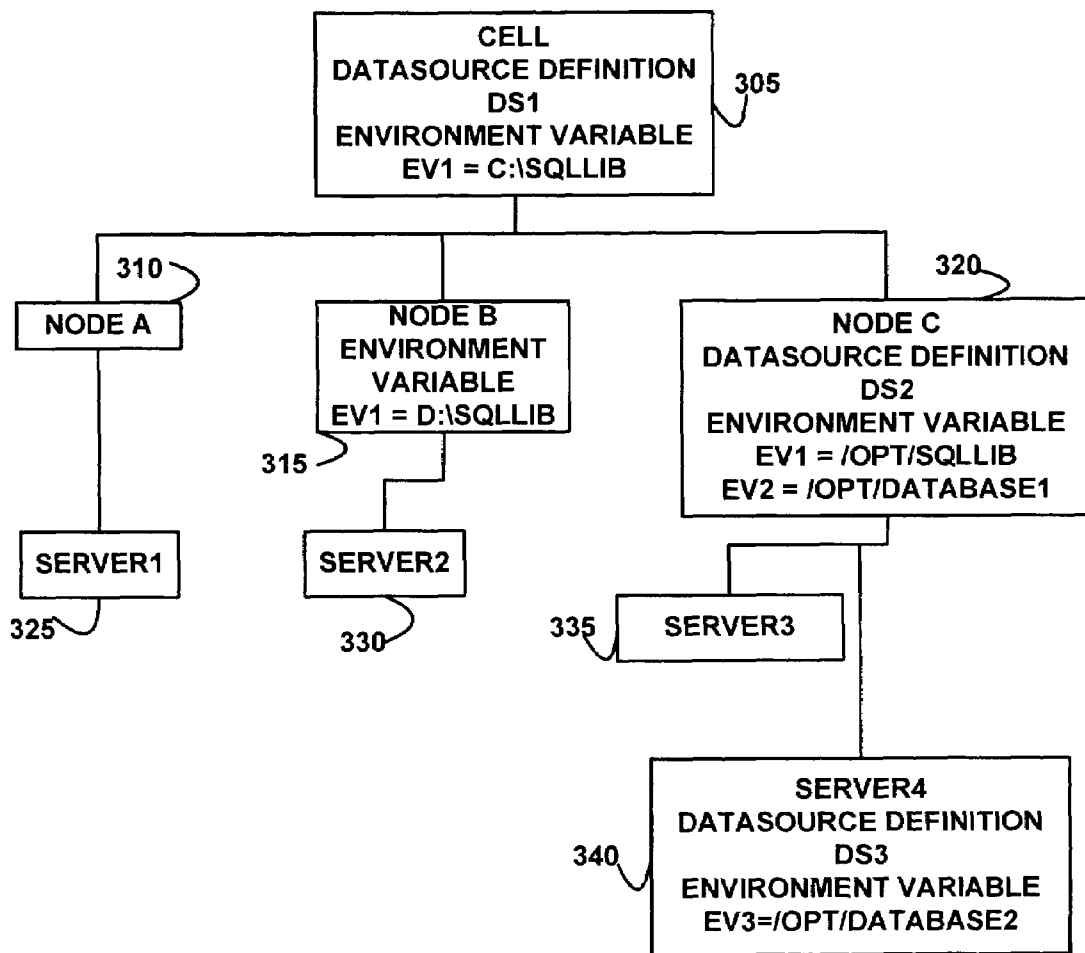 CELL
DATASOURCE DEFINITION
DS1
ENVIRONMENT VARIABLE
EV1 = C:\SQLLIB
305
310
NODE A
NODE B
ENVIRONMENT
VARIABLE
EV1 = D:\SQLLIB
315
320
NODE C
DATASOURCE DEFINITION
DS2
ENVIRONMENT VARIABLE
EV1 = /OPT/SQLLIB
EV2 = /OPT/DATABASE1
SERVER1
325
SERVER2
330
335
SERVER3
340
SERVER4
DATASOURCE DEFINITION
DS3
ENVIRONMENT VARIABLE
EV3=/OPT/DATABASE2